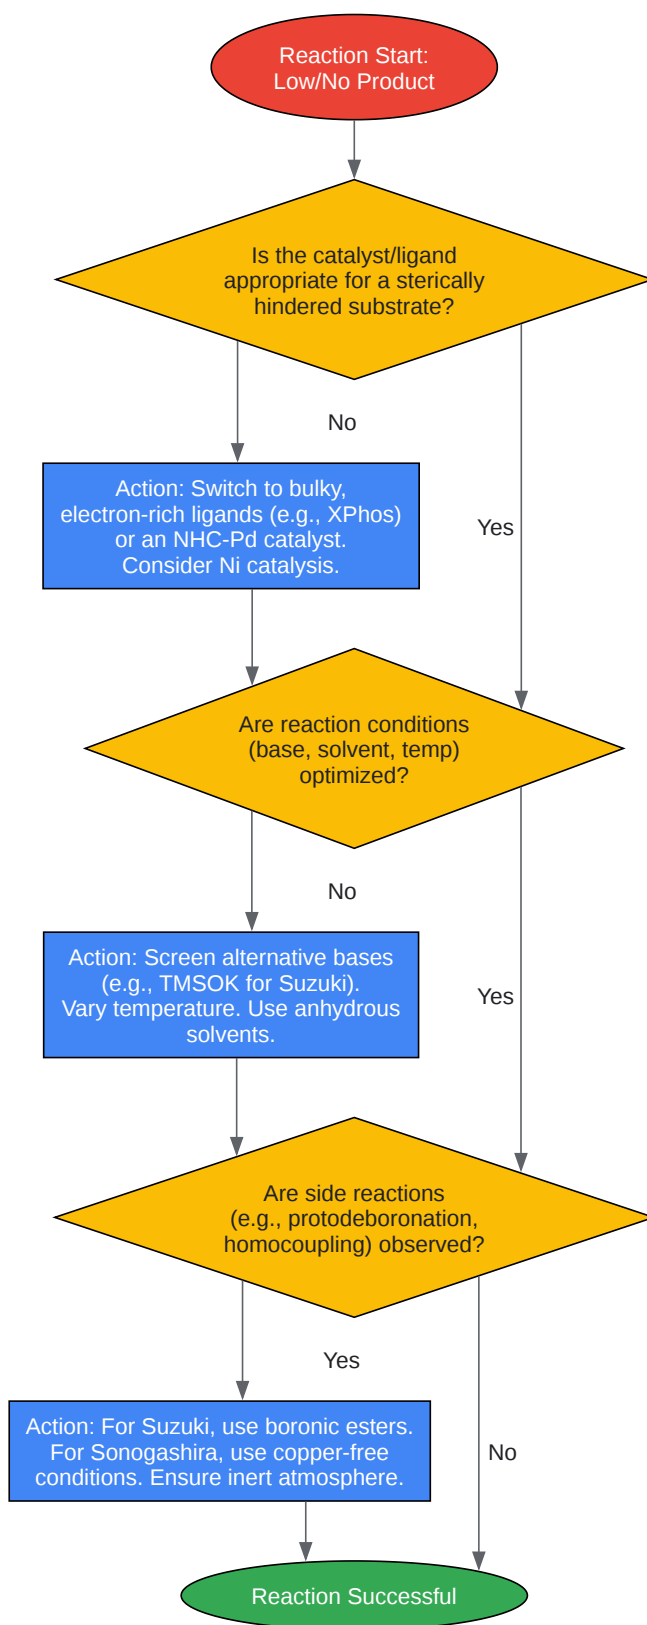 Reaction Start:
Low/No Product
Is the catalyst/ligand
appropriate for a sterically
hindered substrate?
No
Action: Switch to bulky,
electron-rich ligands (e.g., XPhos)
or an NHC-Pd catalyst.
Consider Ni catalysis.
Yes
Are reaction conditions
(base, solvent, temp)
optimized?
No
Action: Screen alternative bases
(e.g., TMSOK for Suzuki).
Vary temperature. Use anhydrous
solvents.
Yes
Are side reactions
(e.g., protodeboronation,
homocoupling) observed?
Yes
Action: For Suzuki, use boronic esters.
For Sonogashira, use copper-free
conditions. Ensure inert atmosphere.
No
Reaction Successful